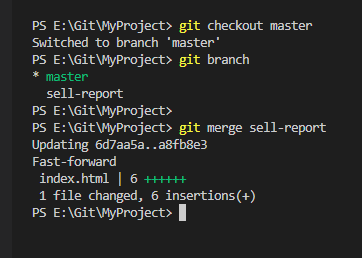 PS E:\Git\MyProject> git checkout master
Switched to branch 'master'
PS E:\Git\MyProject> git branch
* master
  sell-report
PS E:\Git\MyProject>
PS E:\Git\MyProject> git merge sell-report
Updating 6d7aa5a..a8fb8e3
Fast-forward
 index.html | 6 ++++++
 1 file changed, 6 insertions(+)
PS E:\Git\MyProject>